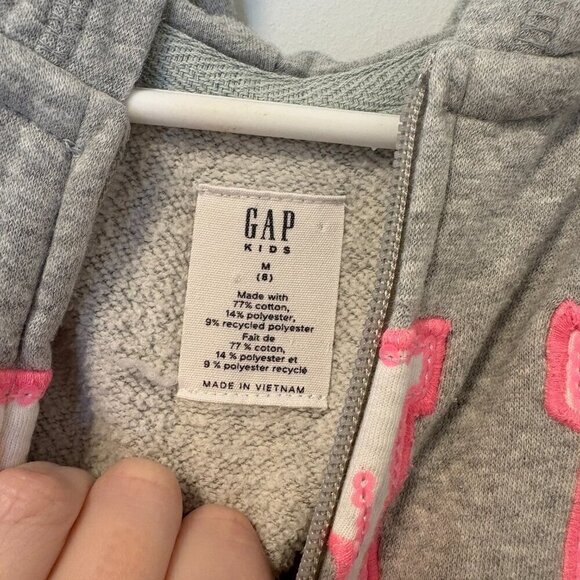 GAP
KIDS
M
(8)
Made with
77% cotton,
14% polyester,
9% recycled polyester
Fait de
77 % coton,
14 % polyester et
9 % polyester recyclé
MADE IN VIETNAM